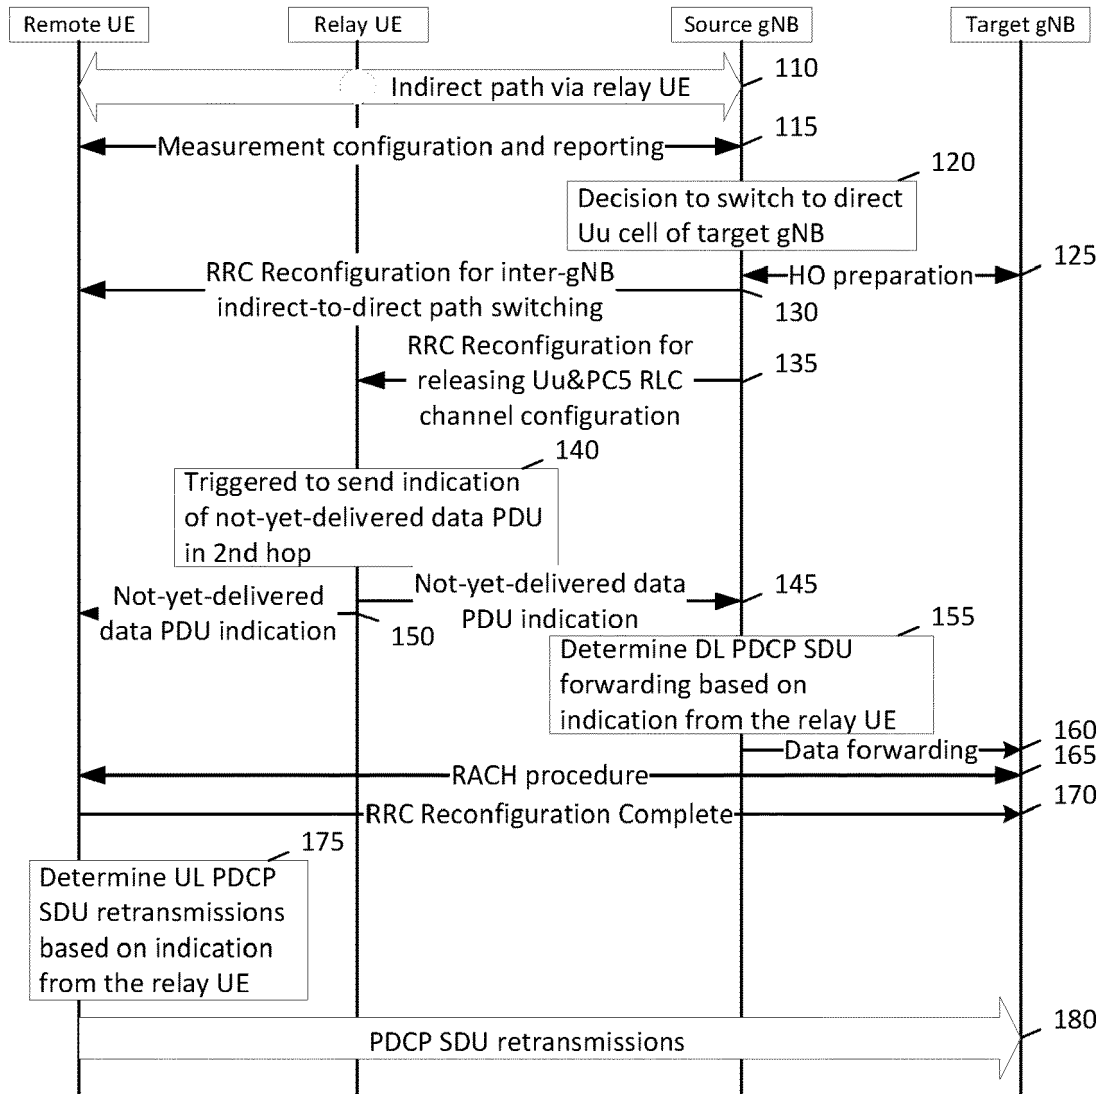 Remote UE
Relay UE
Source gNB
Target gNB
Indirect path via relay UE
110
Measurement configuration and reporting
115
120
Decision to switch to direct
Uu cell of target gNB
HO preparation
125
RRC Reconfiguration for inter-gNB
indirect-to-direct path switching
130
RRC Reconfiguration for
releasing Uu&PC5 RLC
channel configuration
135
140
Triggered to send indication
of not-yet-delivered data PDU
in 2nd hop
Not-yet-delivered data
PDU indication
145
Not-yet-delivered
data PDU indication
150
155
Determine DL PDCP SDU
forwarding based on
indication from the relay UE
Data forwarding
160
RACH procedure
165
RRC Reconfiguration Complete
170
175
Determine UL PDCP
SDU retransmissions
based on indication
from the relay UE
PDCP SDU retransmissions
180